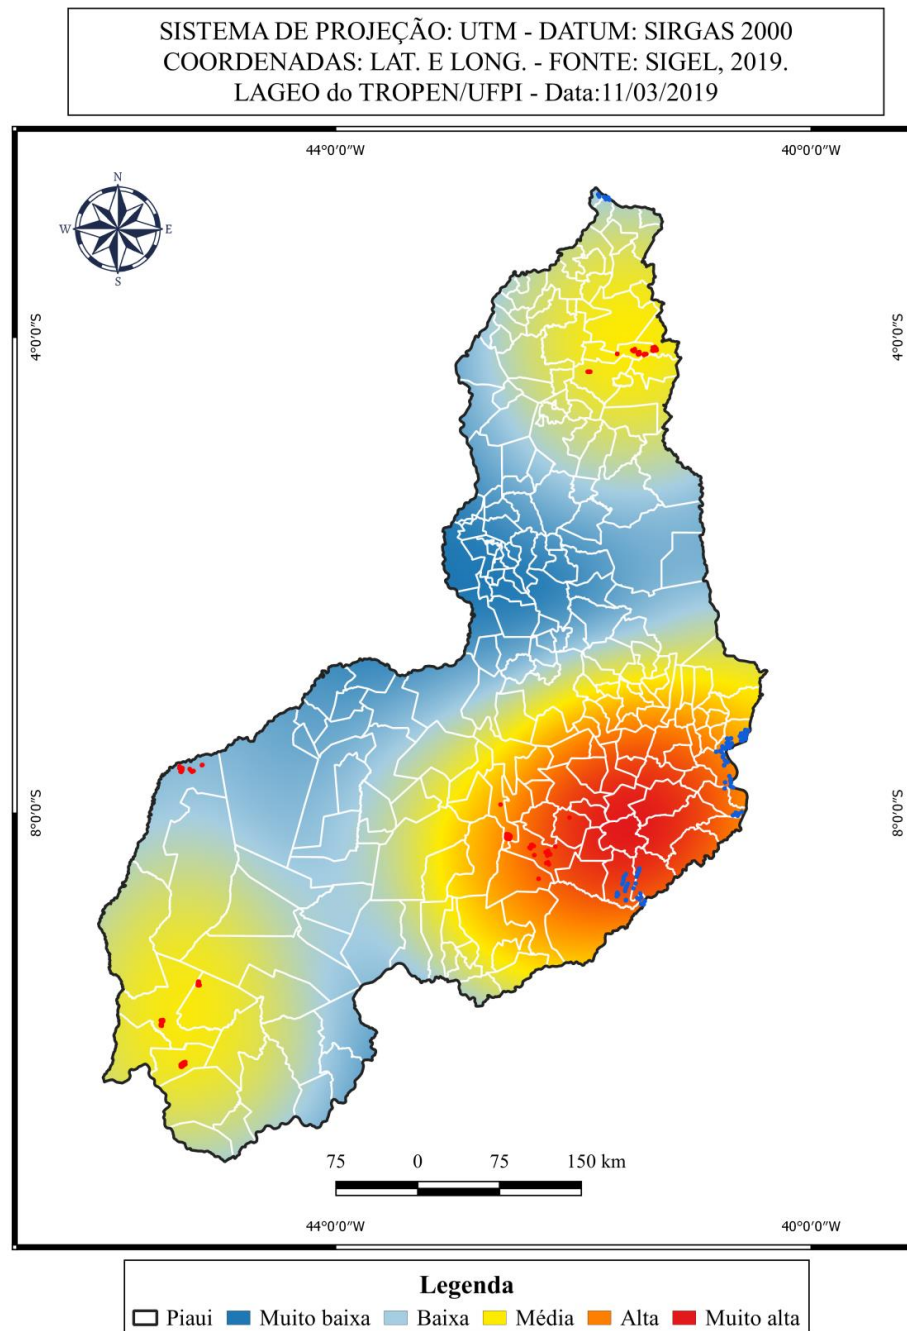 SISTEMA DE PROJEÇÃO: UTM - DATUM: SIRGAS 2000
COORDENADAS: LAT. E LONG. - FONTE: SIGEL, 2019.
LAGEO do TROPEN/UFPI - Data:11/03/2019
44°0'0"W 40°0'0"W
N
W E
S
4°0'0"S 4°0'0"S
8°0'0"S 8°0'0"S
75 0 75 150 km
44°0'0"W 40°0'0"W
Legenda
Piaui Muito baixa Baixa Média Alta Muito alta